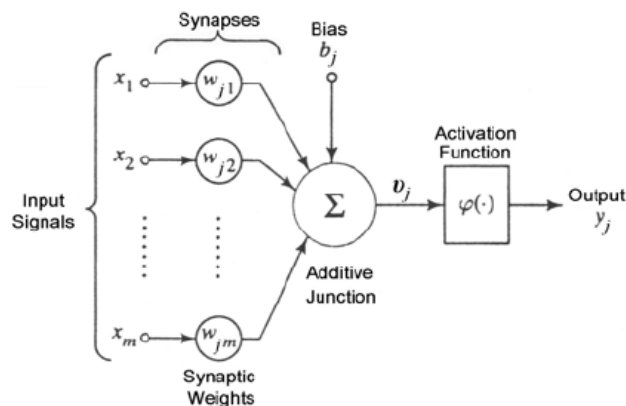 Synapses
Bias
b_j
x_1
w_j1
Activation
Function
x_2
w_j2
Input
Signals
Σ
υ_j
φ(·)
Output
y_j
Additive
Junction
x_m
w_jm
Synaptic
Weights